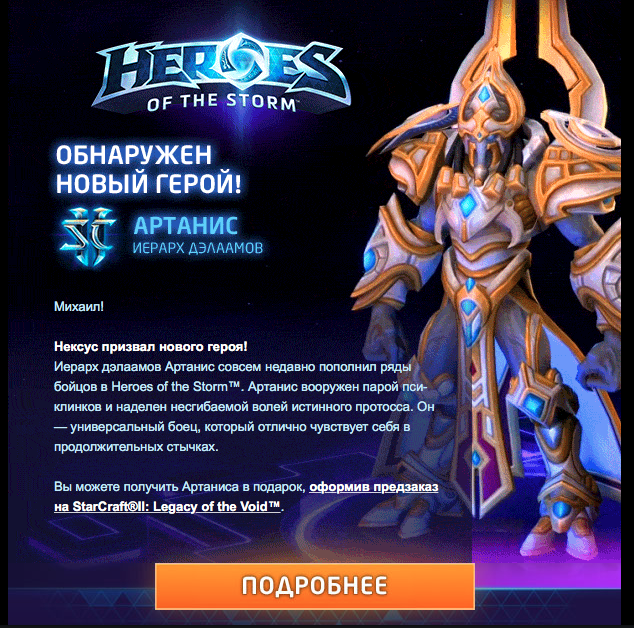 HEROES
OF THE STORM™
ОБНАРУЖЕН
НОВЫЙ ГЕРОЙ!
АРТАНИС
ИЕРАРХ ДЭЛААМОВ
Михаил!
Нексус призвал нового героя!
Иерарх дэлаамов Артанис совсем недавно пополнил ряды
бойцов в Heroes of the Storm™. Артанис вооружен парой пси-
клинков и наделен несгибаемой волей истинного протосса. Он
— универсальный боец, который отлично чувствует себя в
продолжительных стычках.
Вы можете получить Артаниса в подарок, оформив предзаказ
на StarCraft®II: Legacy of the Void™.
ПОДРОБНЕЕ